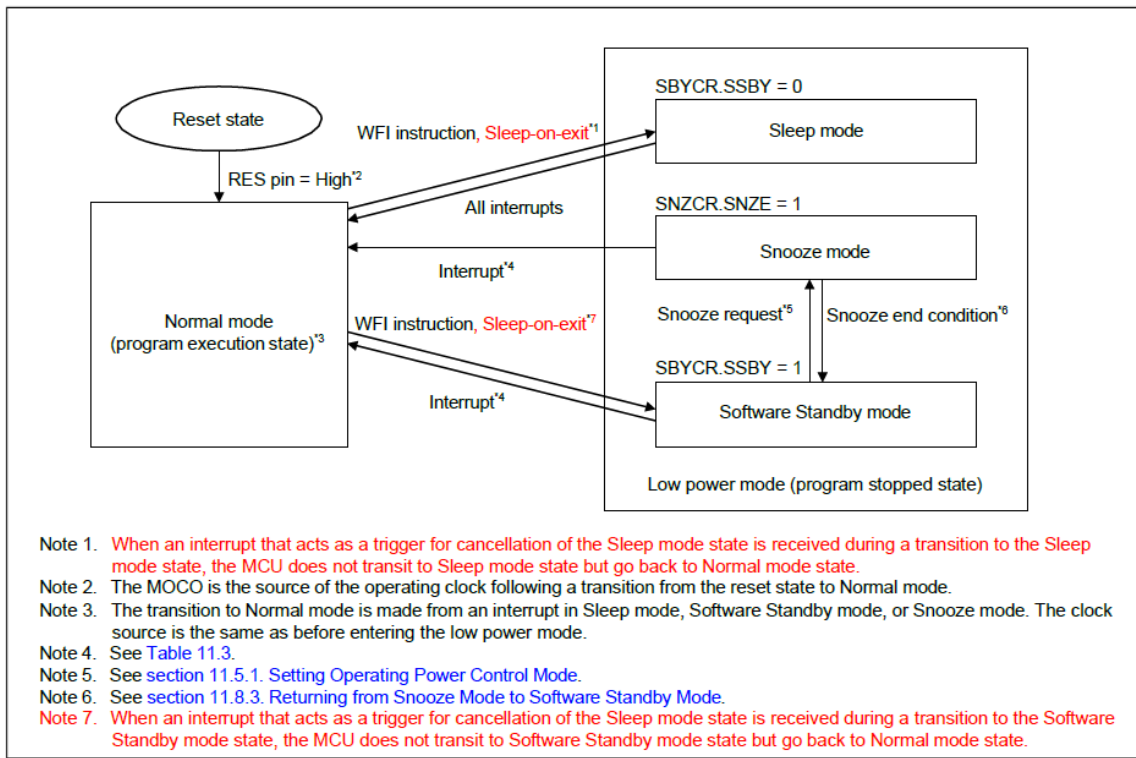 SBYCR.SSBY = 0
Reset state
Sleep mode
WFI instruction, Sleep-on-exit*1
RES pin = High*2
All interrupts
SNZCR.SNZE = 1
Snooze mode
Interrupt*4
Normal mode
(program execution state)*3
WFI instruction, Sleep-on-exit*7
Snooze request*5
Snooze end condition*6
SBYCR.SSBY = 1
Interrupt*4
Software Standby mode
Low power mode (program stopped state)
Note 1. When an interrupt that acts as a trigger for cancellation of the Sleep mode state is received during a transition to the Sleep
mode state, the MCU does not transit to Sleep mode state but go back to Normal mode state.
Note 2. The MOCO is the source of the operating clock following a transition from the reset state to Normal mode.
Note 3. The transition to Normal mode is made from an interrupt in Sleep mode, Software Standby mode, or Snooze mode. The clock
source is the same as before entering the low power mode.
Note 4. See Table 11.3.
Note 5. See section 11.5.1. Setting Operating Power Control Mode.
Note 6. See section 11.8.3. Returning from Snooze Mode to Software Standby Mode.
Note 7. When an interrupt that acts as a trigger for cancellation of the Sleep mode state is received during a transition to the Software
Standby mode state, the MCU does not transit to Software Standby mode state but go back to Normal mode state.